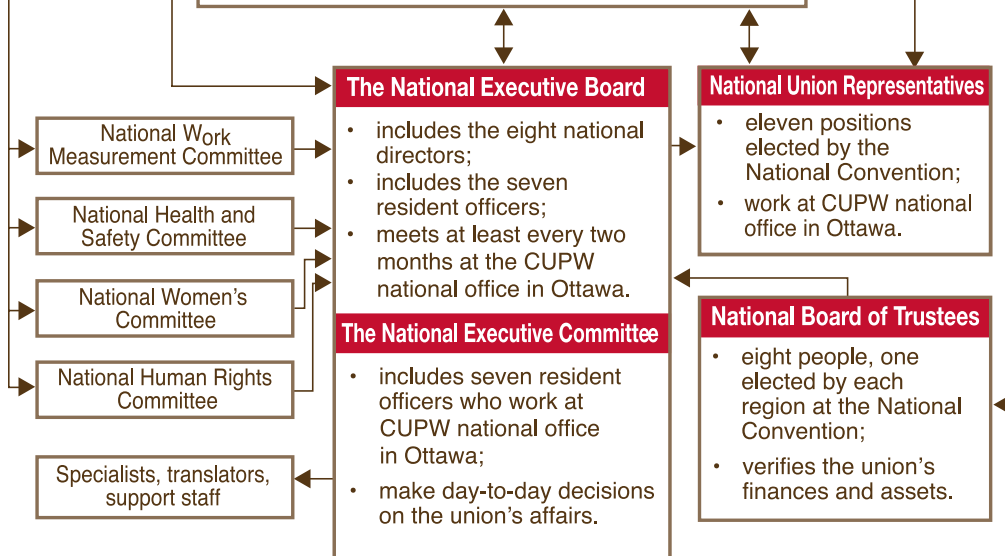 National Work
Measurement Committee
National Health and
Safety Committee
National Women's
Committee
National Human Rights
Committee
Specialists, translators,
support staff
The National Executive Board
• includes the eight national
directors;
• includes the seven
resident officers;
• meets at least every two
months at the CUPW
national office in Ottawa.
The National Executive Committee
• includes seven resident
officers who work at
CUPW national office
in Ottawa;
• make day-to-day decisions
on the union's affairs.
National Union Representatives
• eleven positions
elected by the
National Convention;
• work at CUPW national
office in Ottawa.
National Board of Trustees
• eight people, one
elected by each
region at the National
Convention;
• verifies the union's
finances and assets.